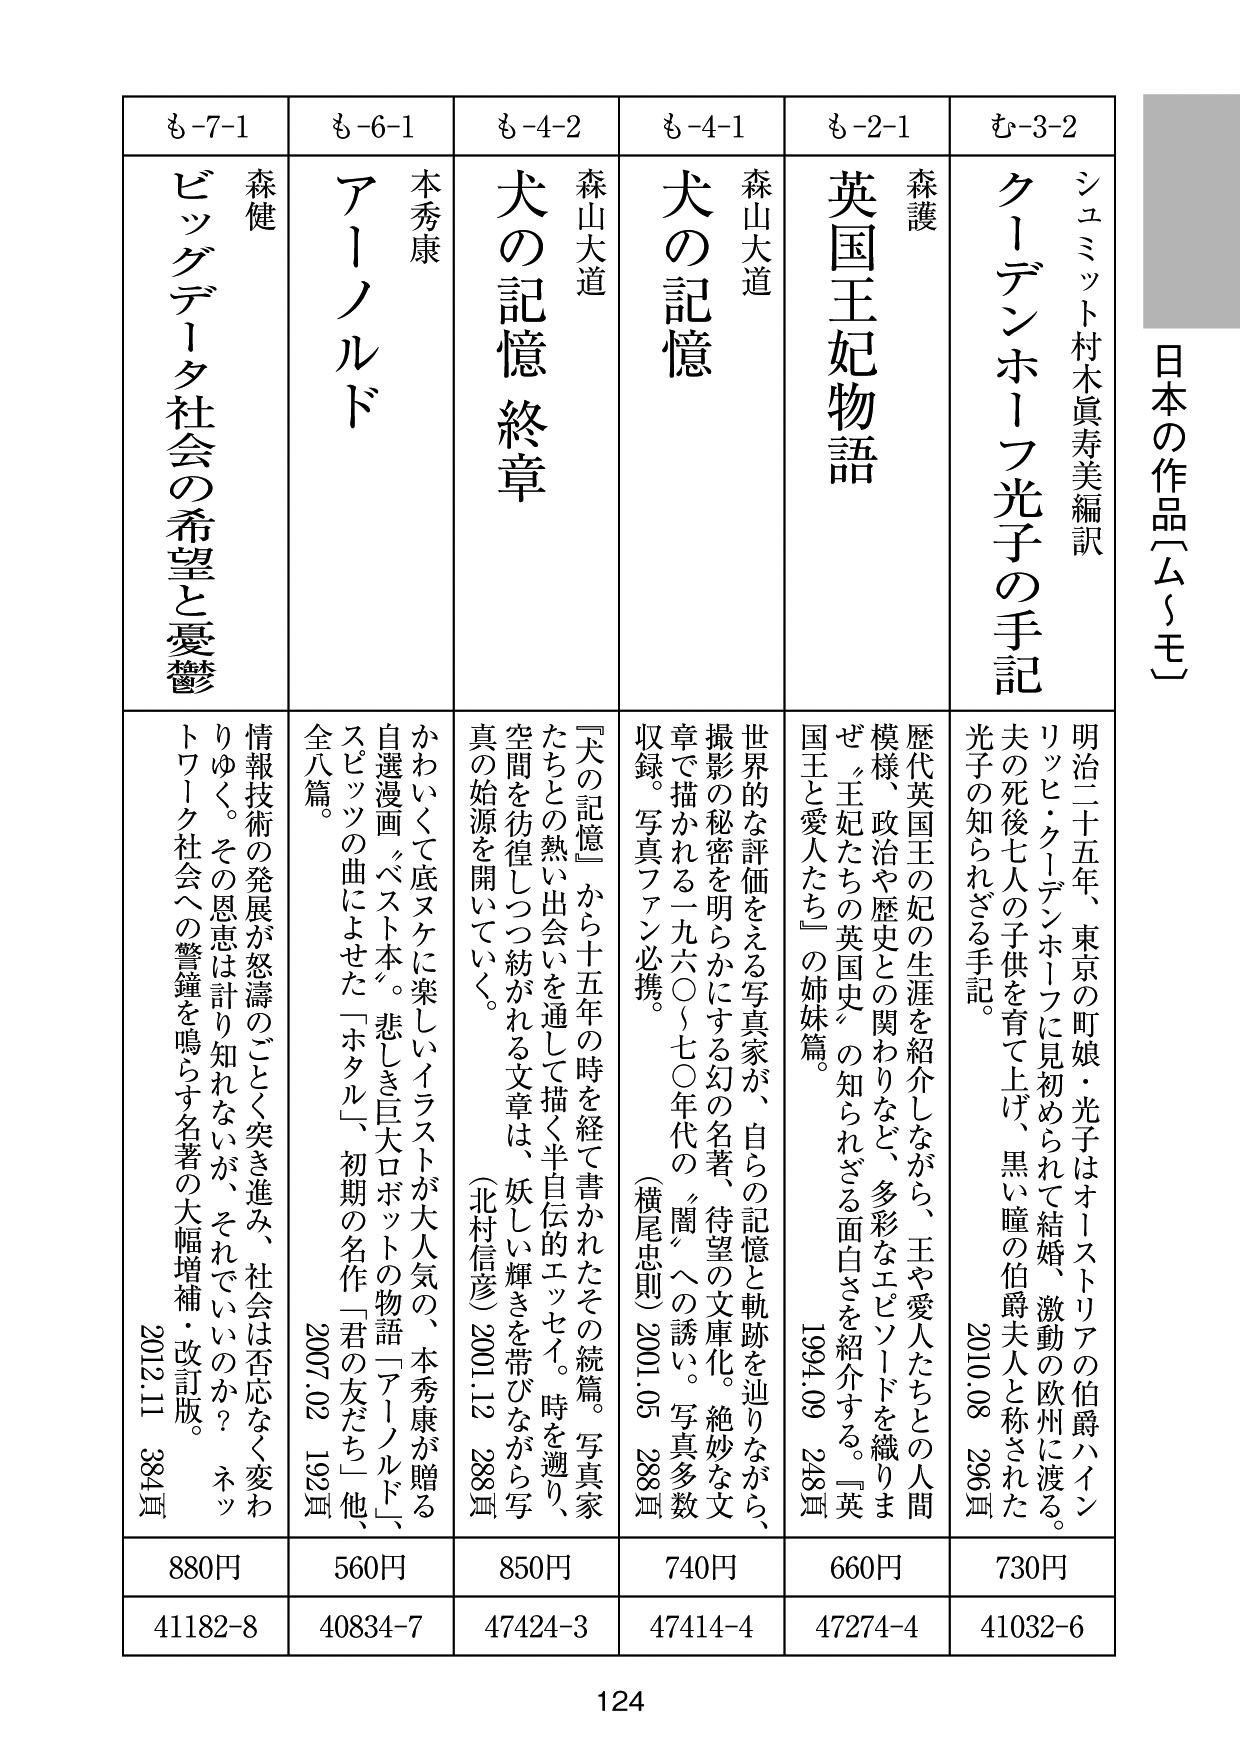 日本の作品〔ム〜モ〕
む-3-2
シュミット村木眞寿美編訳
クーデンホーフ光子の手記
明治二十五年、東京の町娘・光子はオーストリアの伯爵ハイン
リッヒ・クーデンホーフに見初められて結婚、激動の欧州に渡る。
夫の死後七人の子供を育て上げ、黒い瞳の伯爵夫人と称された
光子の知られざる手記。
2010.08 296頁
730円
41032-6
も-2-1
森護
英国王妃物語
歴代英国王の妃の生涯を紹介しながら、王や愛人たちとの人間
模様、政治や歴史との関わりなど、多彩なエピソードを織りま
ぜ〝王妃たちの英国史〟の知られざる面白さを紹介する。『英
国王と愛人たち』の姉妹篇。
1994.09 248頁
660円
47274-4
も-4-1
森山大道
犬の記憶
世界的な評価をえる写真家が、自らの記憶と軌跡を辿りながら、
撮影の秘密を明らかにする幻の名著、待望の文庫化。絶妙な文
章で描かれる一九六〇〜七〇年代の〝闇〟への誘い。写真多数
収録。写真ファン必携。 （横尾忠則） 2001.05 288頁
740円
47414-4
も-4-2
森山大道
犬の記憶 終章
『犬の記憶』から十五年の時を経て書かれたその続篇。写真家
たちとの熱い出会いを通して描く半自伝的エッセイ。時を遡り、
空間を彷徨しつつ紡がれる文章は、妖しい輝きを帯びながら写
真の始源を開いていく。 （北村信彦） 2001.12 288頁
850円
47424-3
も-6-1
本秀康
アーノルド
かわいくて底ヌケに楽しいイラストが大人気の、本秀康が贈る
自選漫画〝ベスト本〟。悲しき巨大ロボットの物語「アーノルド」、
スピッツの曲によせた「ホタル」、初期の名作「君の友だち」他、
全八篇。
2007.02 192頁
560円
40834-7
も-7-1
森健
ビッグデータ社会の希望と憂鬱
情報技術の発展が怒濤のごとく突き進み、社会は否応なく変わ
りゆく。その恩恵は計り知れないが、それでいいのか？ ネッ
トワーク社会への警鐘を鳴らす名著の大幅増補・改訂版。
2012.11 384頁
880円
41182-8
124